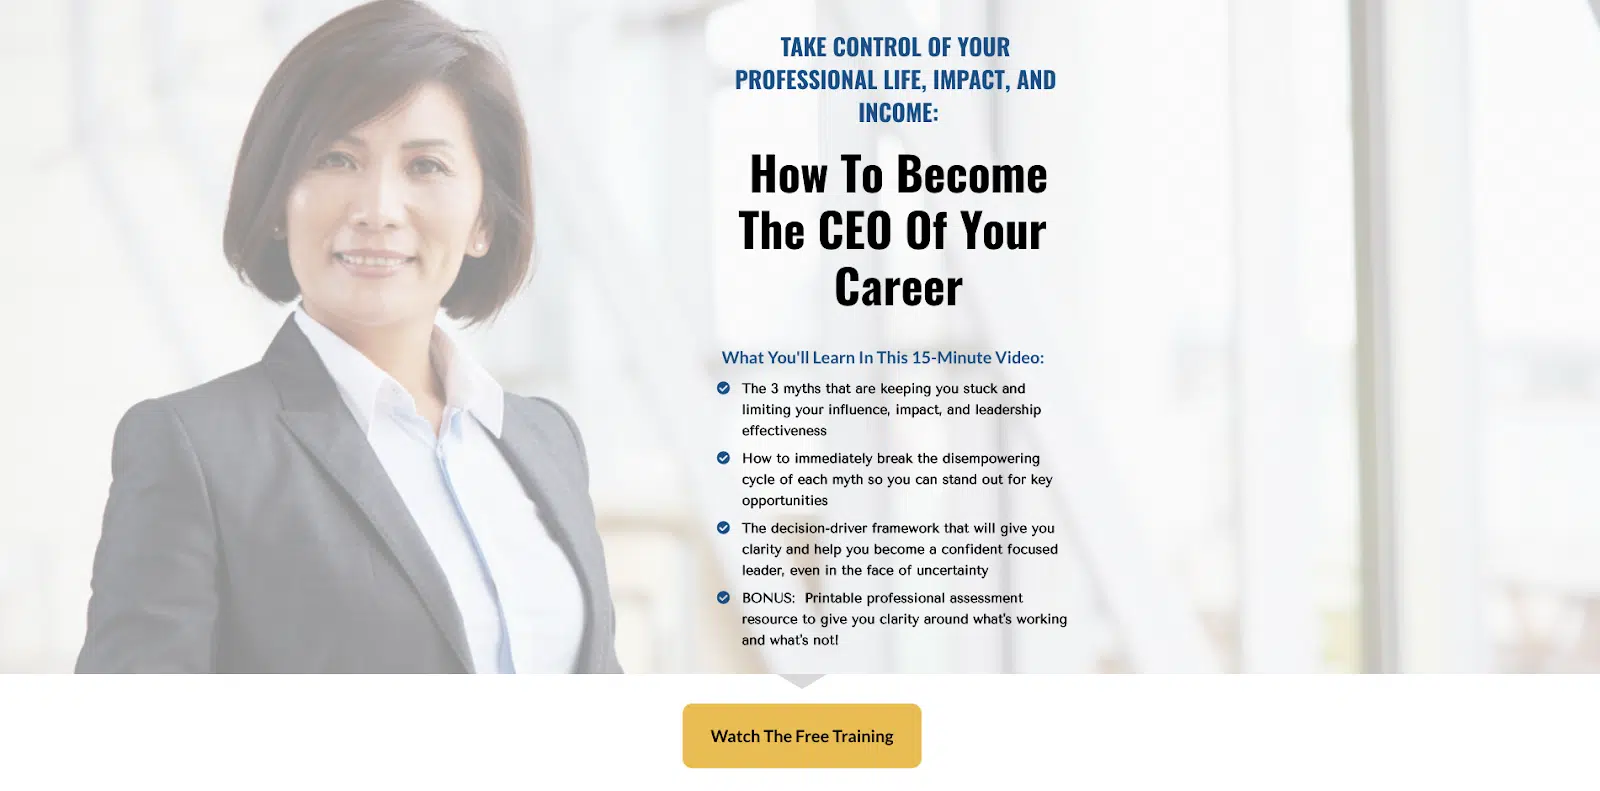 TAKE CONTROL OF YOUR
PROFESSIONAL LIFE, IMPACT, AND
INCOME:
How To Become
The CEO Of Your
Career
What You'll Learn In This 15-Minute Video:
The 3 myths that are keeping you stuck and
limiting your influence, impact, and leadership
effectiveness
How to immediately break the disempowering
cycle of each myth so you can stand out for key
opportunities
The decision-driver framework that will give you
clarity and help you become a confident focused
leader, even in the face of uncertainty
BONUS:  Printable professional assessment
resource to give you clarity around what's working
and what's not!
Watch The Free Training